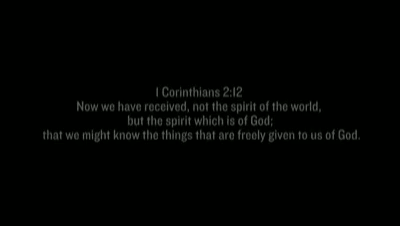 1 Corinthians 2:12
Now we have received, not the spirit of the world,
but the spirit which is of God;
that we might know the things that are freely given to us of God.